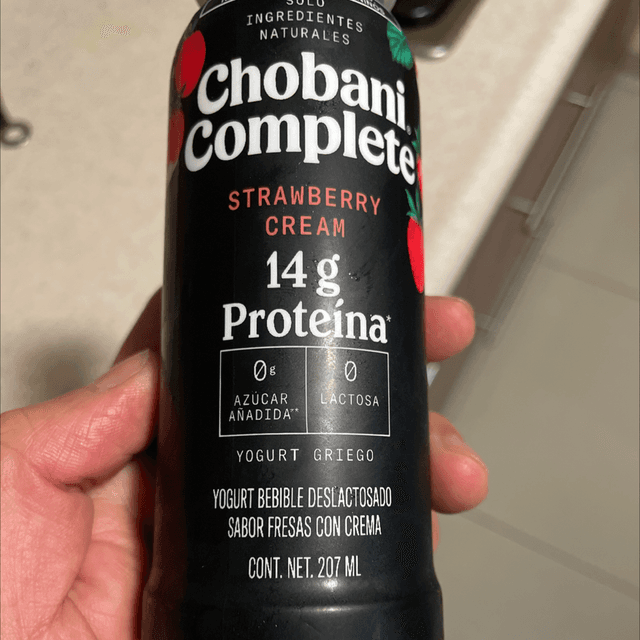 SOLO
INGREDIENTES
NATURALES
Chobani®
Complete
STRAWBERRY
CREAM
14 g
Proteína*
0g
AZÚCAR
AÑADIDA**
0
LACTOSA
YOGURT GRIEGO
YOGURT BEBIBLE DESLACTOSADO
SABOR FRESAS CON CREMA
CONT. NET. 207 ML